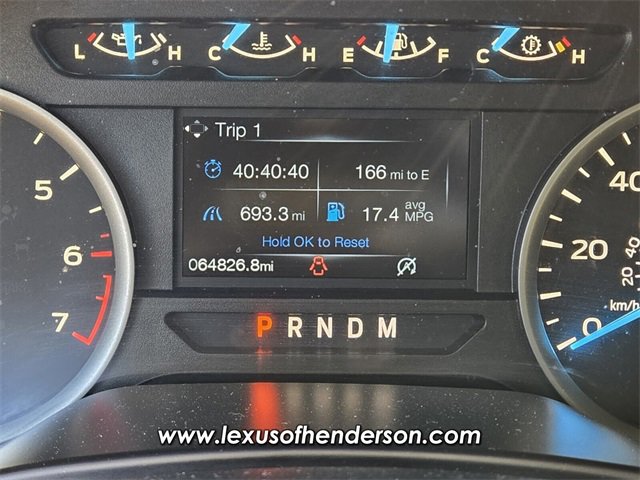 L H C H E F C H
Trip 1
40:40:40 166 mi to E
693.3 mi 17.4 avg MPG
Hold OK to Reset
064826.8mi
P R N D M
5
6
7
40
20
0
40
20
km/h
www.lexusofhenderson.com